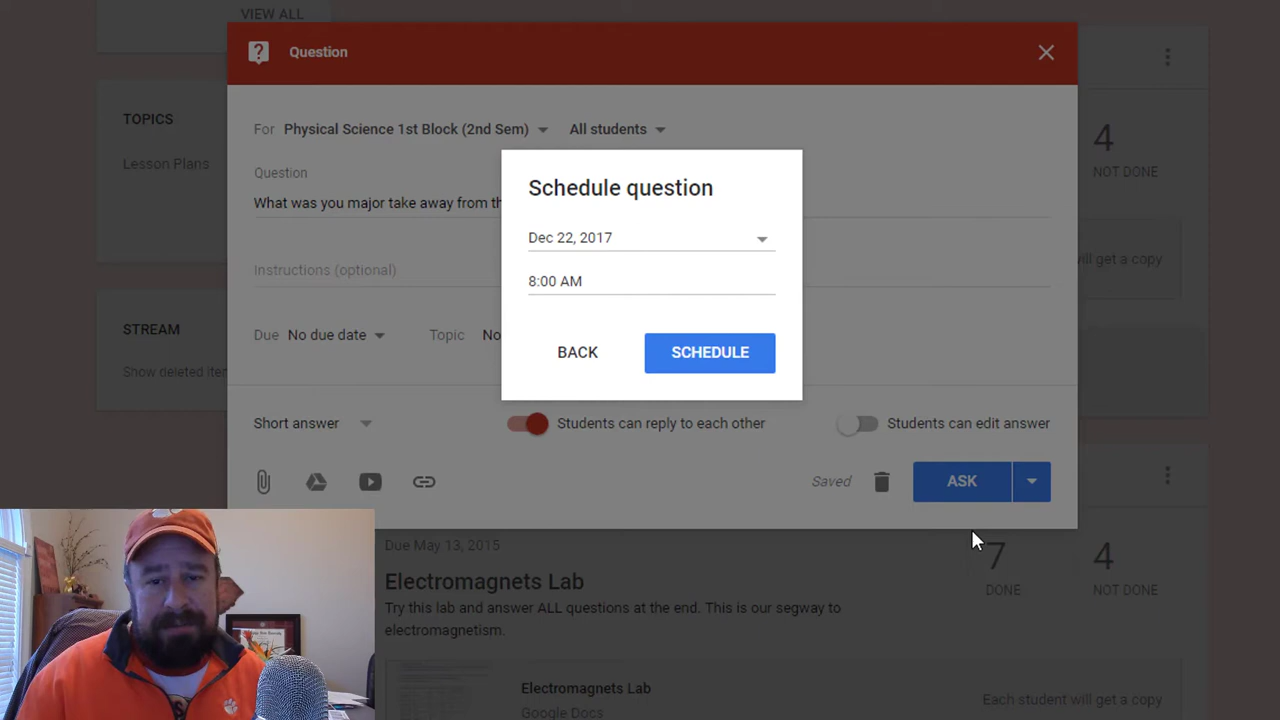 VIEW ALL
Question
TOPICS
Lesson Plans
For Physical Science 1st Block (2nd Sem) All students
4
NOT DONE
Question
What was you major take away from th
Schedule question
Dec 22, 2017
8:00 AM
BACK SCHEDULE
Instructions (optional)
will get a copy
STREAM
Show deleted iten
Due No due date Topic No
Short answer
Students can reply to each other
Students can edit answer
Saved
ASK
Due May 13, 2015
Electromagnets Lab
Try this lab and answer ALL questions at the end. This is our segway to
electromagnetism.
7
DONE
4
NOT DONE
Electromagnets Lab
Google Docs
Each student will get a copy